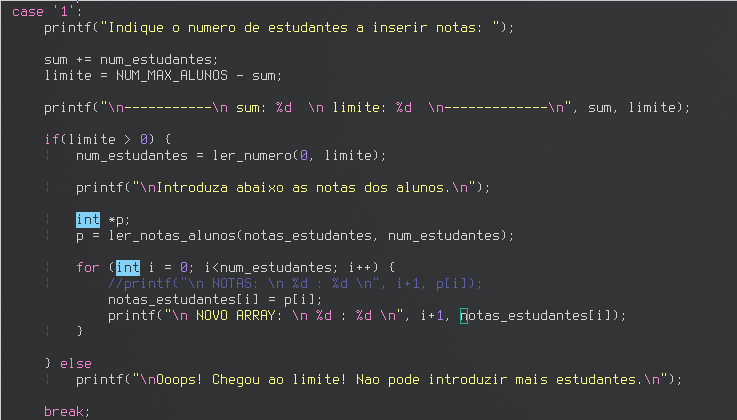 case '1':
printf("Indique o numero de estudantes a inserir notas: ");
sum += num_estudantes;
limite = NUM_MAX_ALUNOS - sum;
printf("\n-----------\n sum: %d  \n limite: %d  \n-------------\n", sum, limite);
if(limite > 0) {
num_estudantes = ler_numero(0, limite);
printf("\nIntroduza abaixo as notas dos alunos.\n");
int *p;
p = ler_notas_alunos(notas_estudantes, num_estudantes);
for (int i = 0; i<num_estudantes; i++) {
//printf("\n NOTAS: \n %d : %d \n", i+1, p[i]);
notas_estudantes[i] = p[i];
printf("\n NOVO ARRAY: \n %d : %d \n", i+1, notas_estudantes[i]);
}
} else
printf("\nOoops! Chegou ao limite! Nao pode introduzir mais estudantes.\n");
break;